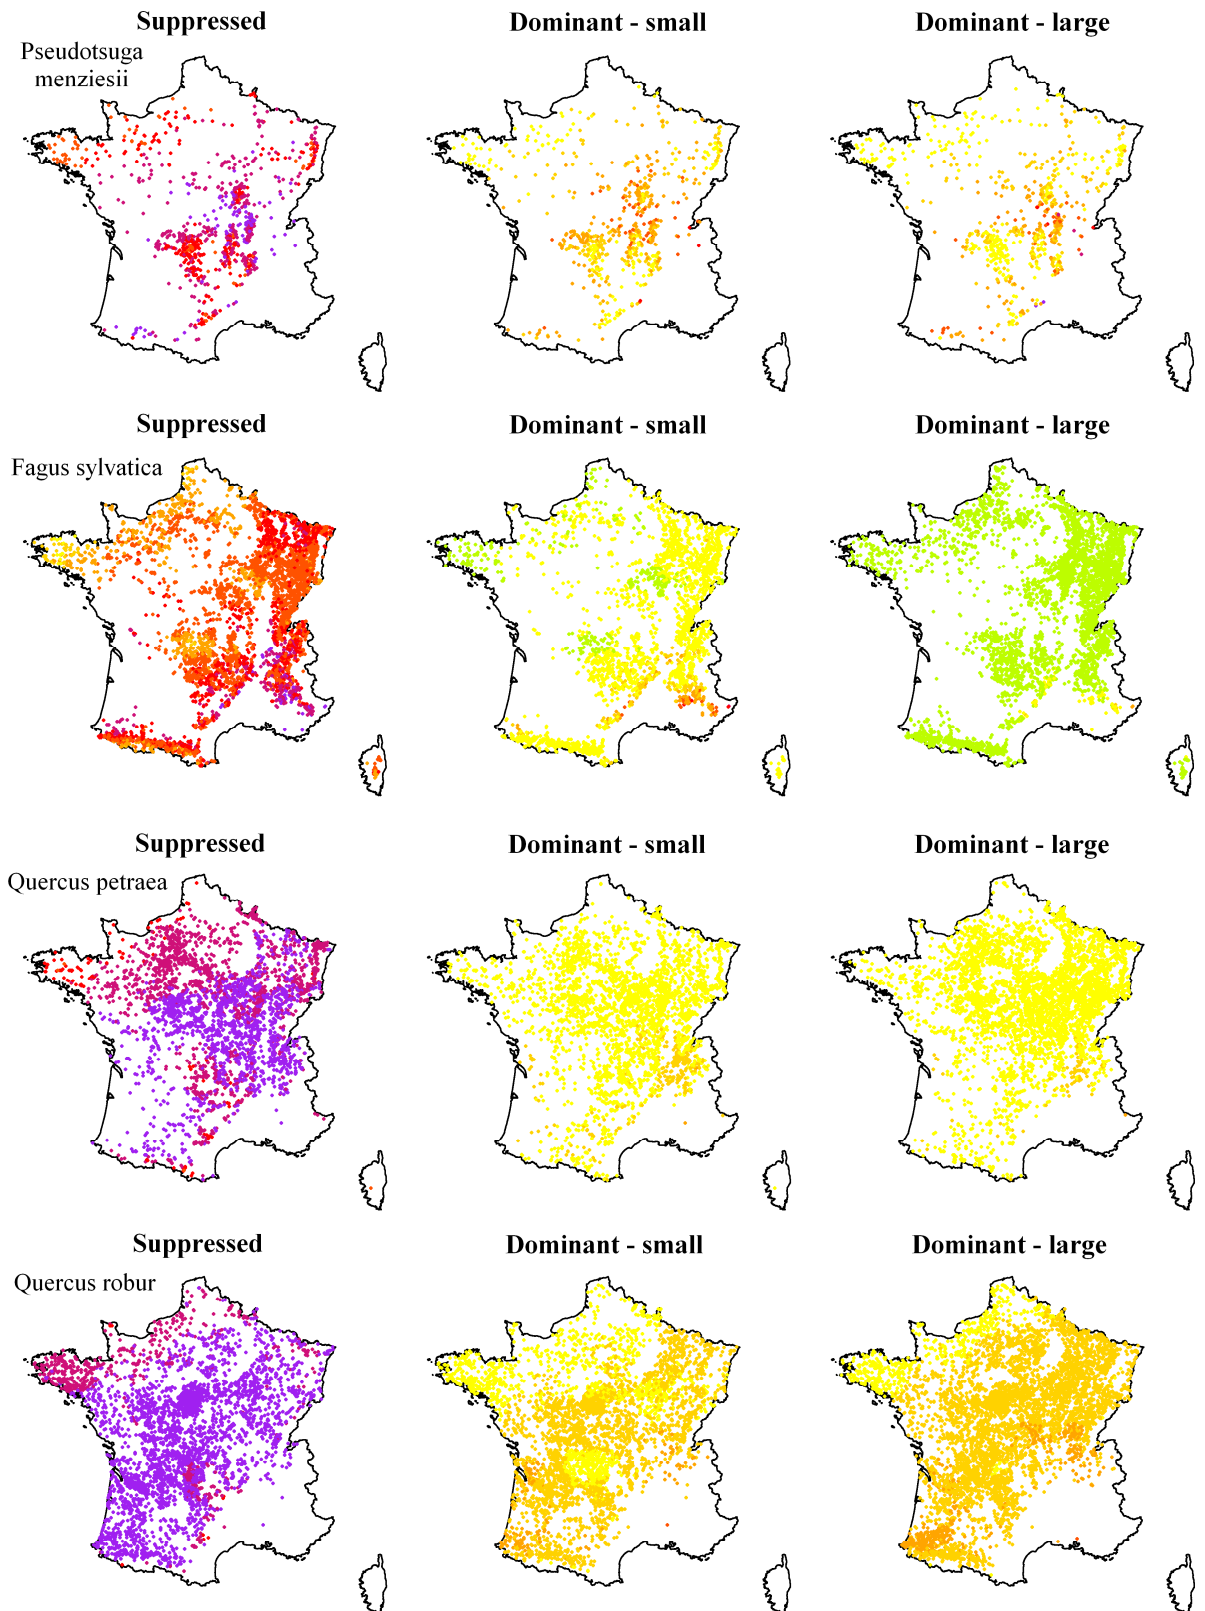 Suppressed
Dominant - small
Dominant - large
Pseudotsuga
menziesii
Suppressed
Dominant - small
Dominant - large
Fagus sylvatica
Suppressed
Dominant - small
Dominant - large
Quercus petraea
Suppressed
Dominant - small
Dominant - large
Quercus robur